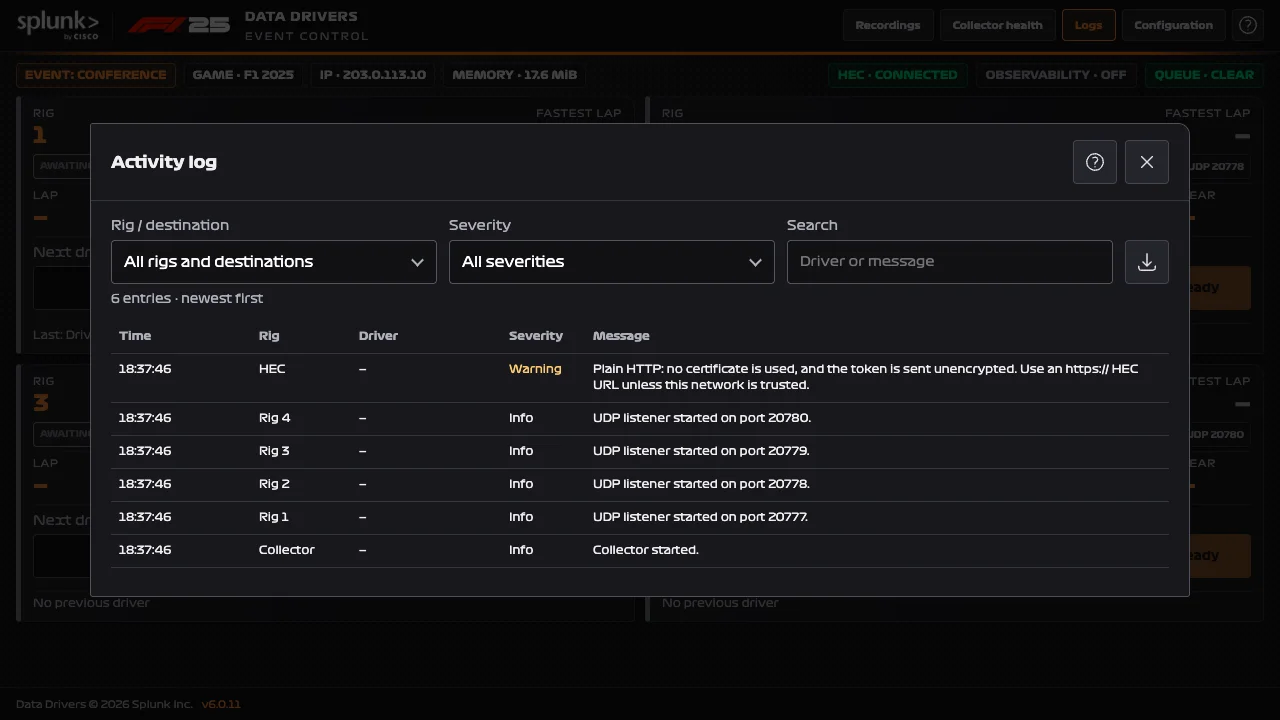 splunk>
by CISCO
F1 25
DATA DRIVERS
EVENT CONTROL
Recordings
Collector health
Logs
Configuration
EVENT: CONFERENCE
GAME · F1 2025
IP · 203.0.113.10
MEMORY · 17.6 MiB
HEC · CONNECTED
OBSERVABILITY · OFF
QUEUE · CLEAR
RIG
FASTEST LAP
RIG
FASTEST LAP
1
–
AWAITIN
UDP 20778
LAP
EAR
–
Next dr
eady
Last: Driv
RIG
3
TEST LAP
–
AWAITIN
UDP 20780
LAP
EAR
–
Next dr
eady
No previous driver
No previous driver
Activity log
Rig / destination
Severity
Search
All rigs and destinations
All severities
Driver or message
6 entries · newest first
Time Rig Driver Severity Message
18:37:46 HEC – Warning Plain HTTP: no certificate is used, and the token is sent unencrypted. Use an https:// HEC
URL unless this network is trusted.
18:37:46 Rig 4 – Info UDP listener started on port 20780.
18:37:46 Rig 3 – Info UDP listener started on port 20779.
18:37:46 Rig 2 – Info UDP listener started on port 20778.
18:37:46 Rig 1 – Info UDP listener started on port 20777.
18:37:46 Collector – Info Collector started.
Data Drivers © 2026 Splunk Inc. v6.0.11